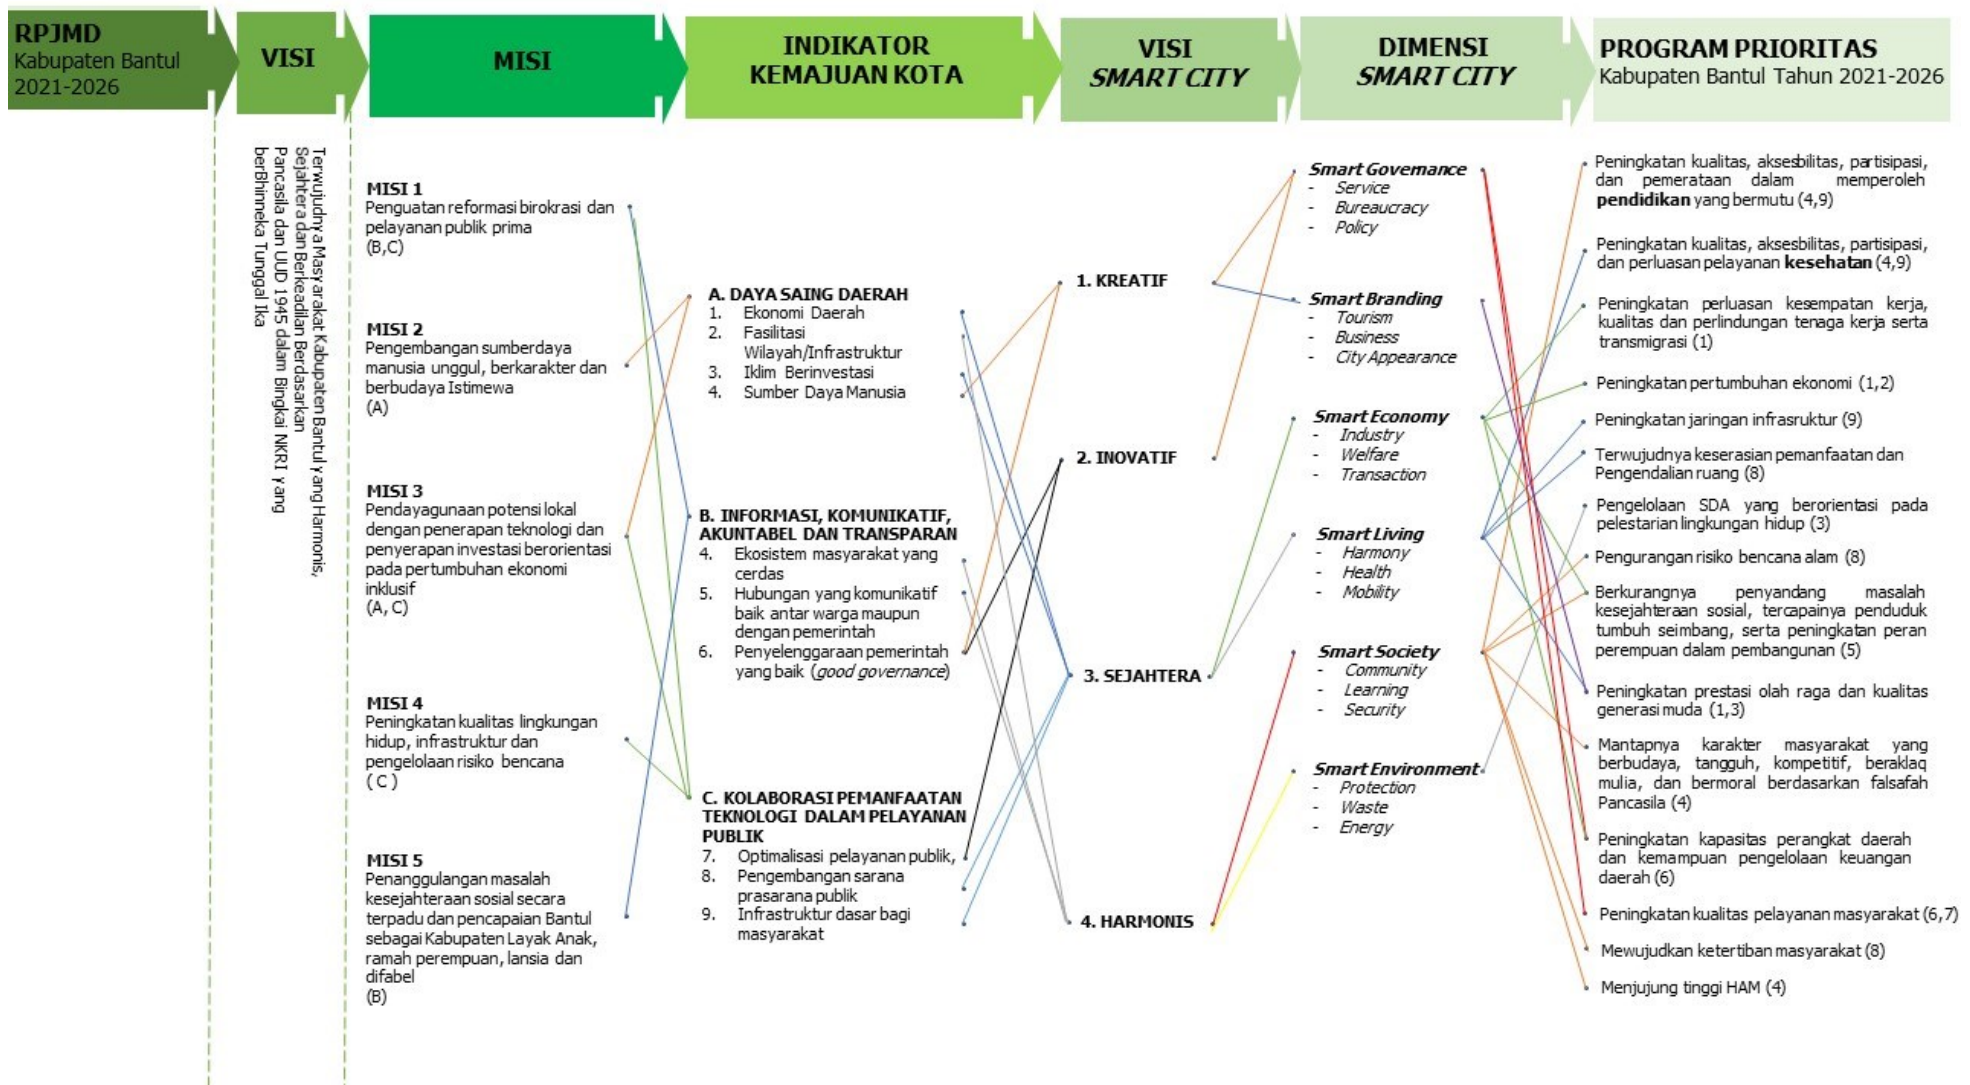 RPJMD
Kabupaten Bantul
2021-2026
VISI
MISI
INDIKATOR
KEMAJUAN KOTA
VISI
SMART CITY
DIMENSI
SMART CITY
PROGRAM PRIORITAS
Kabupaten Bantul Tahun 2021-2026
Terwujudnya Masyarakat Kabupaten Bantul yang Harmonis,
Sejahtera dan Berkeadilan Berdasarkan
Pancasila dan UUD 1945 dalam Bingkai NKRI yang
berBhinneka Tunggal Ika
MISI 1
Penguatan reformasi birokrasi dan
pelayanan publik prima
(B,C)
MISI 2
Pengembangan sumberdaya
manusia unggul, berkarakter dan
berbudaya Istimewa
(A)
MISI 3
Pendayagunaan potensi lokal
dengan penerapan teknologi dan
penyerapan investasi berorientasi
pada pertumbuhan ekonomi
inklusif
(A, C)
MISI 4
Peningkatan kualitas lingkungan
hidup, infrastruktur dan
pengelolaan risiko bencana
( C )
MISI 5
Penanggulangan masalah
kesejahteraan sosial secara
terpadu dan pencapaian Bantul
sebagai Kabupaten Layak Anak,
ramah perempuan, lansia dan
difabel
(B)
A. DAYA SAING DAERAH
1. Ekonomi Daerah
2. Fasilitasi
Wilayah/Infrastruktur
3. Iklim Berinvestasi
4. Sumber Daya Manusia
B. INFORMASI, KOMUNIKATIF,
AKUNTABEL DAN TRANSPARAN
4. Ekosistem masyarakat yang
cerdas
5. Hubungan yang komunikatif
baik antar warga maupun
dengan pemerintah
6. Penyelenggaraan pemerintah
yang baik (good governance)
C. KOLABORASI PEMANFAATAN
TEKNOLOGI DALAM PELAYANAN
PUBLIK
7. Optimalisasi pelayanan publik,
8. Pengembangan sarana
prasarana publik
9. Infrastruktur dasar bagi
masyarakat
1. KREATIF
2. INOVATIF
3. SEJAHTERA
4. HARMONIS
Smart Governance
- Service
- Bureaucracy
- Policy
Smart Branding
- Tourism
- Business
- City Appearance
Smart Economy
- Industry
- Welfare
- Transaction
Smart Living
- Harmony
- Health
- Mobility
Smart Society
- Community
- Learning
- Security
Smart Environment
- Protection
- Waste
- Energy
Peningkatan kualitas, aksesbilitas, partisipasi,
dan pemerataan dalam memperoleh
pendidikan yang bermutu (4,9)
Peningkatan kualitas, aksesbilitas, partisipasi,
dan perluasan pelayanan kesehatan (4,9)
Peningkatan perluasan kesempatan kerja,
kualitas dan perlindungan tenaga kerja serta
transmigrasi (1)
Peningkatan pertumbuhan ekonomi (1,2)
Peningkatan jaringan infrasruktur (9)
Terwujudnya keserasian pemanfaatan dan
Pengendalian ruang (8)
Pengelolaan SDA yang berorientasi pada
pelestarian lingkungan hidup (3)
Pengurangan risiko bencana alam (8)
Berkurangnya penyandang masalah
kesejahteraan sosial, tercapainya penduduk
tumbuh seimbang, serta peningkatan peran
perempuan dalam pembangunan (5)
Peningkatan prestasi olah raga dan kualitas
generasi muda (1,3)
Mantapnya karakter masyarakat yang
berbudaya, tangguh, kompetitif, beraklaq
mulia, dan bermoral berdasarkan falsafah
Pancasila (4)
Peningkatan kapasitas perangkat daerah
dan kemampuan pengelolaan keuangan
daerah (6)
Peningkatan kualitas pelayanan masyarakat (6,7)
Mewujudkan ketertiban masyarakat (8)
Menjujung tinggi HAM (4)